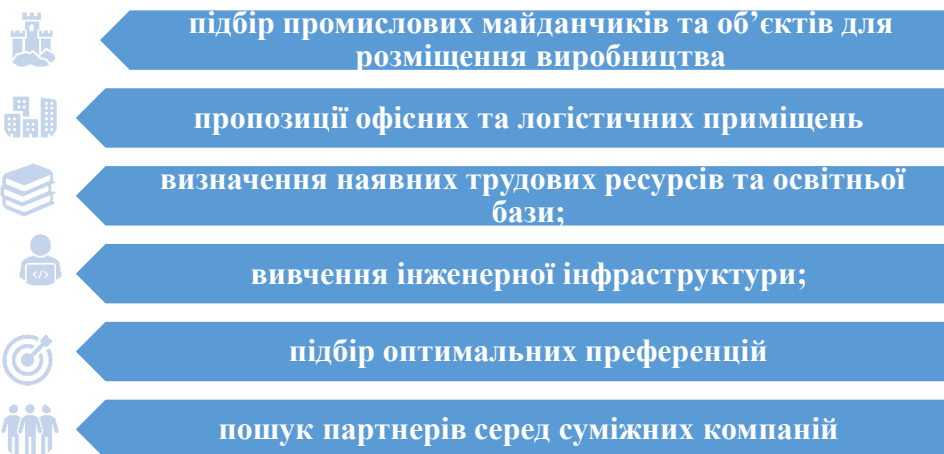 підбір промислових майданчиків та об’єктів для
розміщення виробництва
пропозиції офісних та логістичних приміщень
визначення наявних трудових ресурсів та освітньої
бази;
вивчення інженерної інфраструктури;
підбір оптимальних преференцій
пошук партнерів серед суміжних компаній